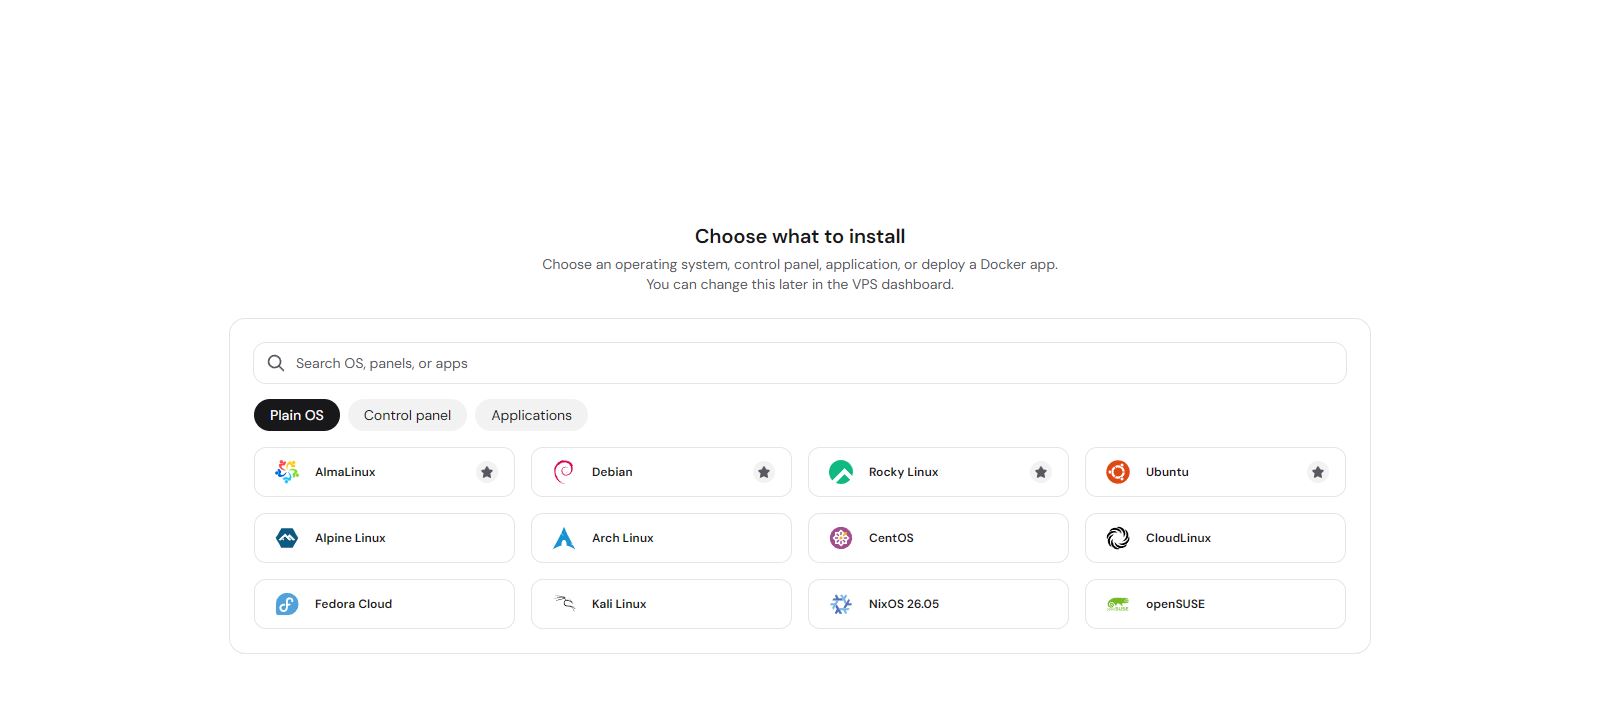 Choose what to install
Choose an operating system, control panel, application, or deploy a Docker app.
You can change this later in the VPS dashboard.
Search OS, panels, or apps
Plain OS
Control panel
Applications
AlmaLinux
Debian
Rocky Linux
Ubuntu
Alpine Linux
Arch Linux
CentOS
CloudLinux
Fedora Cloud
Kali Linux
NixOS 26.05
openSUSE